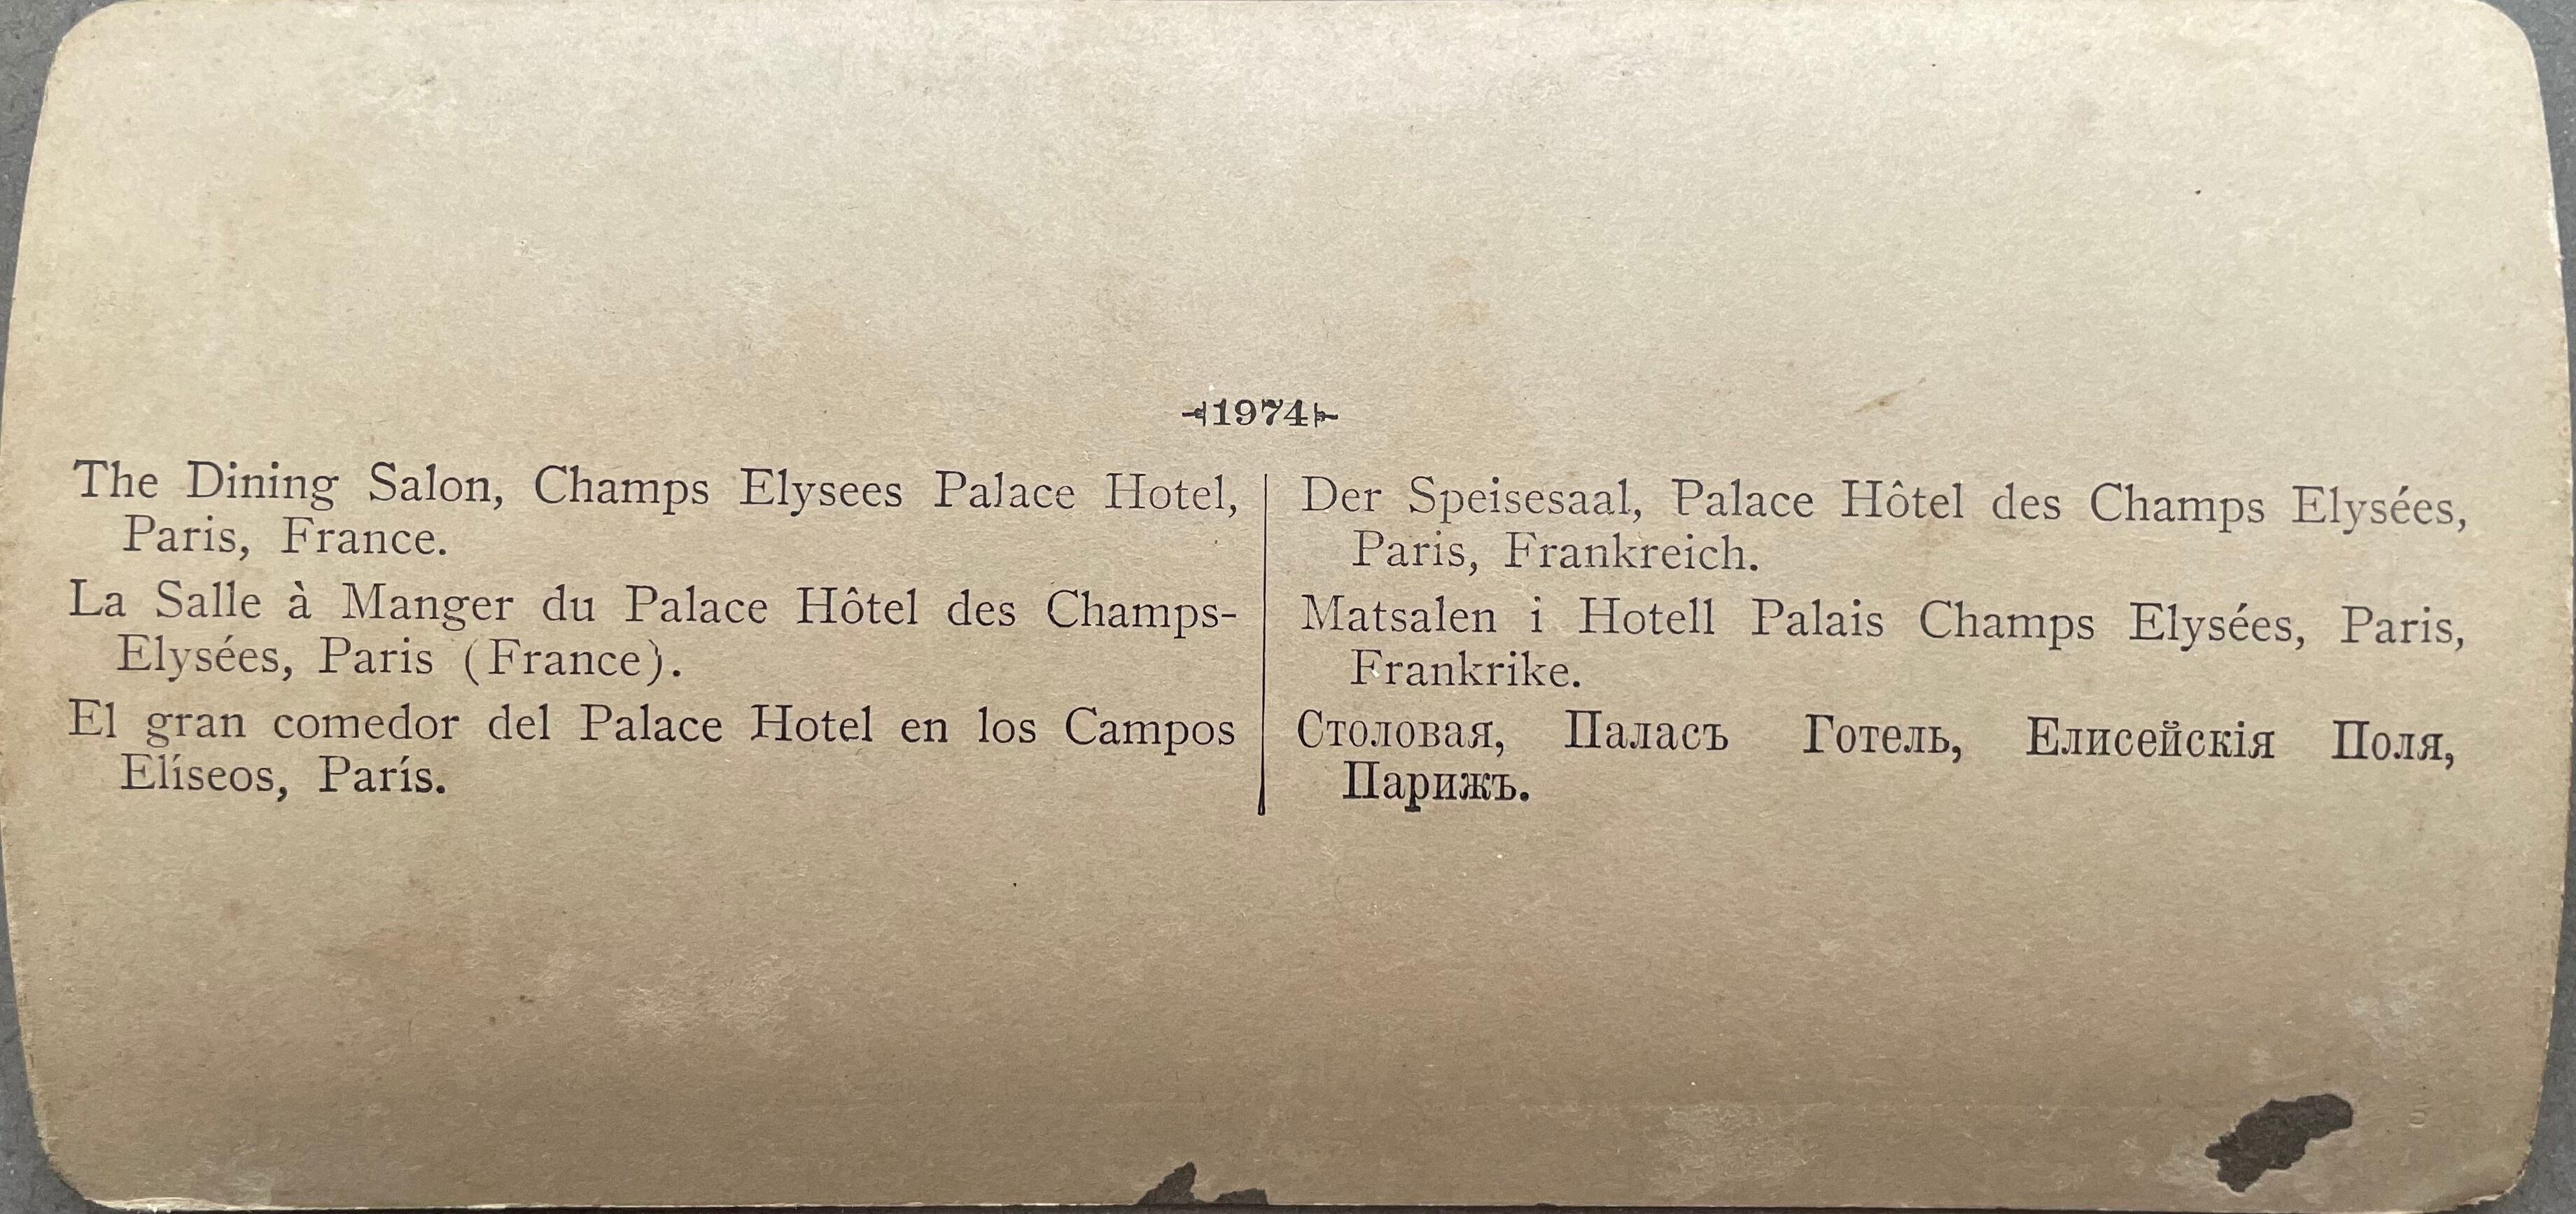 1974
The Dining Salon, Champs Elysees Palace Hotel,
Paris, France.
La Salle à Manger du Palace Hôtel des Champs-
Elysées, Paris (France).
El gran comedor del Palace Hotel en los Campos
Elíseos, París.
Der Speisesaal, Palace Hôtel des Champs Elysées,
Paris, Frankreich.
Matsalen i Hotell Palais Champs Elysées, Paris,
Frankrike.
Столовая, Паласъ Готель, Елисейскія Поля,
Парижъ.
5